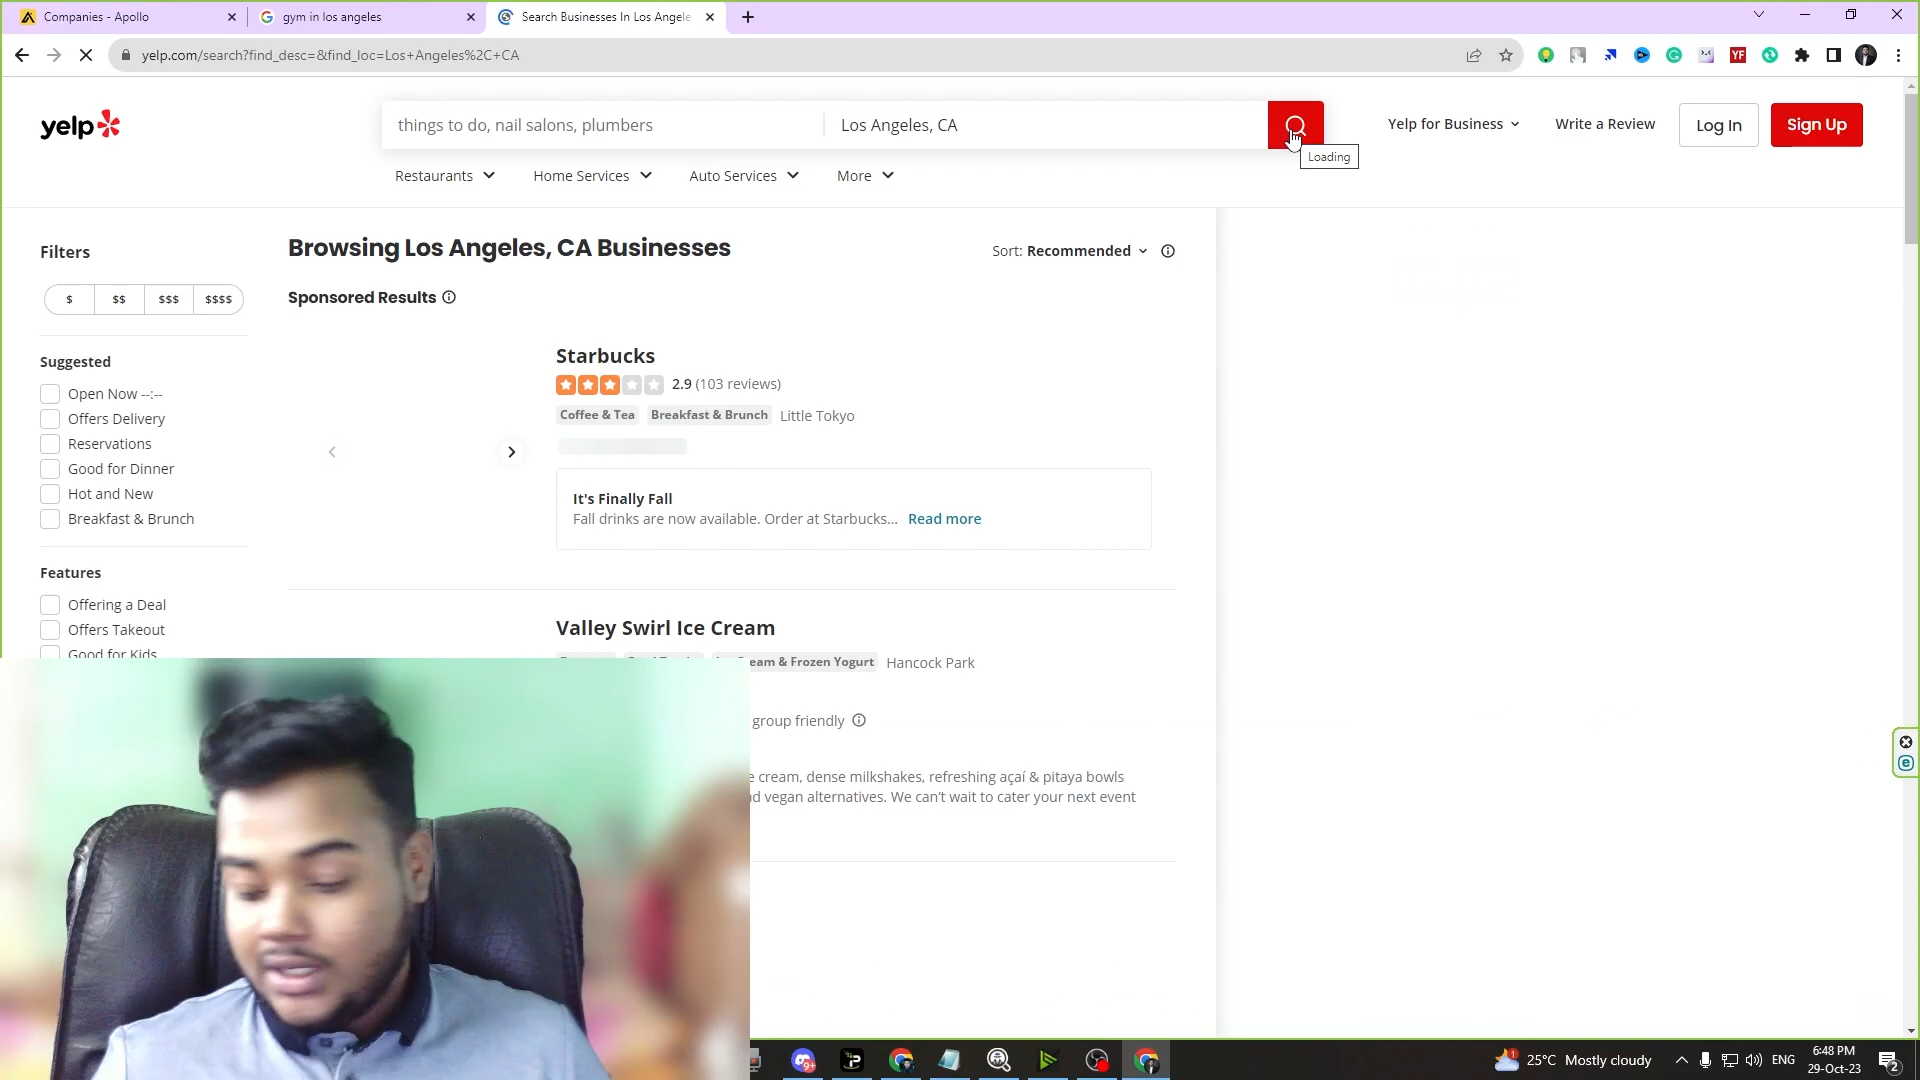 Companies - Apollo
gym in los angeles
Search Businesses In Los Angele
yelp.com/search?find_desc=&find_loc=Los+Angeles%2C+CA
YF
yelp
things to do, nail salons, plumbers
Los Angeles, CA
Yelp for Business
Write a Review
Log In
Sign Up
Loading
Restaurants
Home Services
Auto Services
More
Filters
$ $$ $$$ $$$$
Suggested
Open Now --:--
Offers Delivery
Reservations
Good for Dinner
Hot and New
Breakfast & Brunch
Features
Offering a Deal
Offers Takeout
Good for Kids
Browsing Los Angeles, CA Businesses
Sort: Recommended
Sponsored Results
Starbucks
2.9 (103 reviews)
Coffee & Tea Breakfast & Brunch Little Tokyo
It's Finally Fall
Fall drinks are now available. Order at Starbucks... Read more
Valley Swirl Ice Cream
eam & Frozen Yogurt Hancock Park
group friendly
e cream, dense milkshakes, refreshing açaí & pitaya bowls
d vegan alternatives. We can't wait to cater your next event
25°C Mostly cloudy
ENG
6:48 PM
29-Oct-23
2